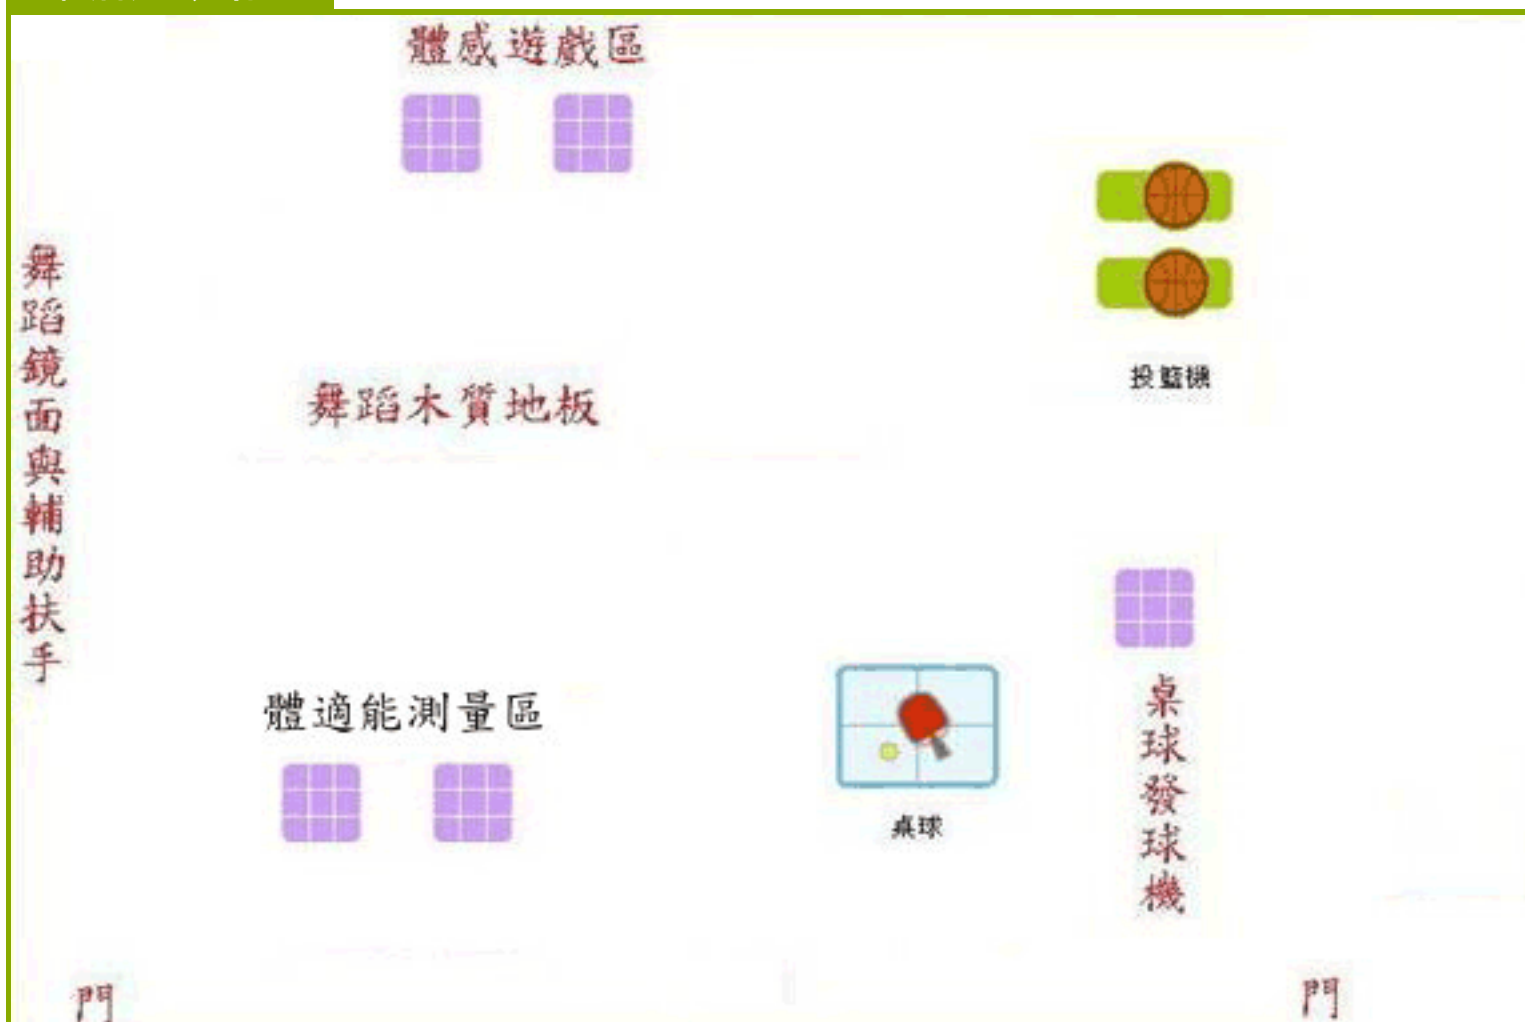 體感遊戲區
舞蹈鏡面與輔助扶手
投籃機
舞蹈木質地板
體適能測量區
桌球
桌球發球機
門
門